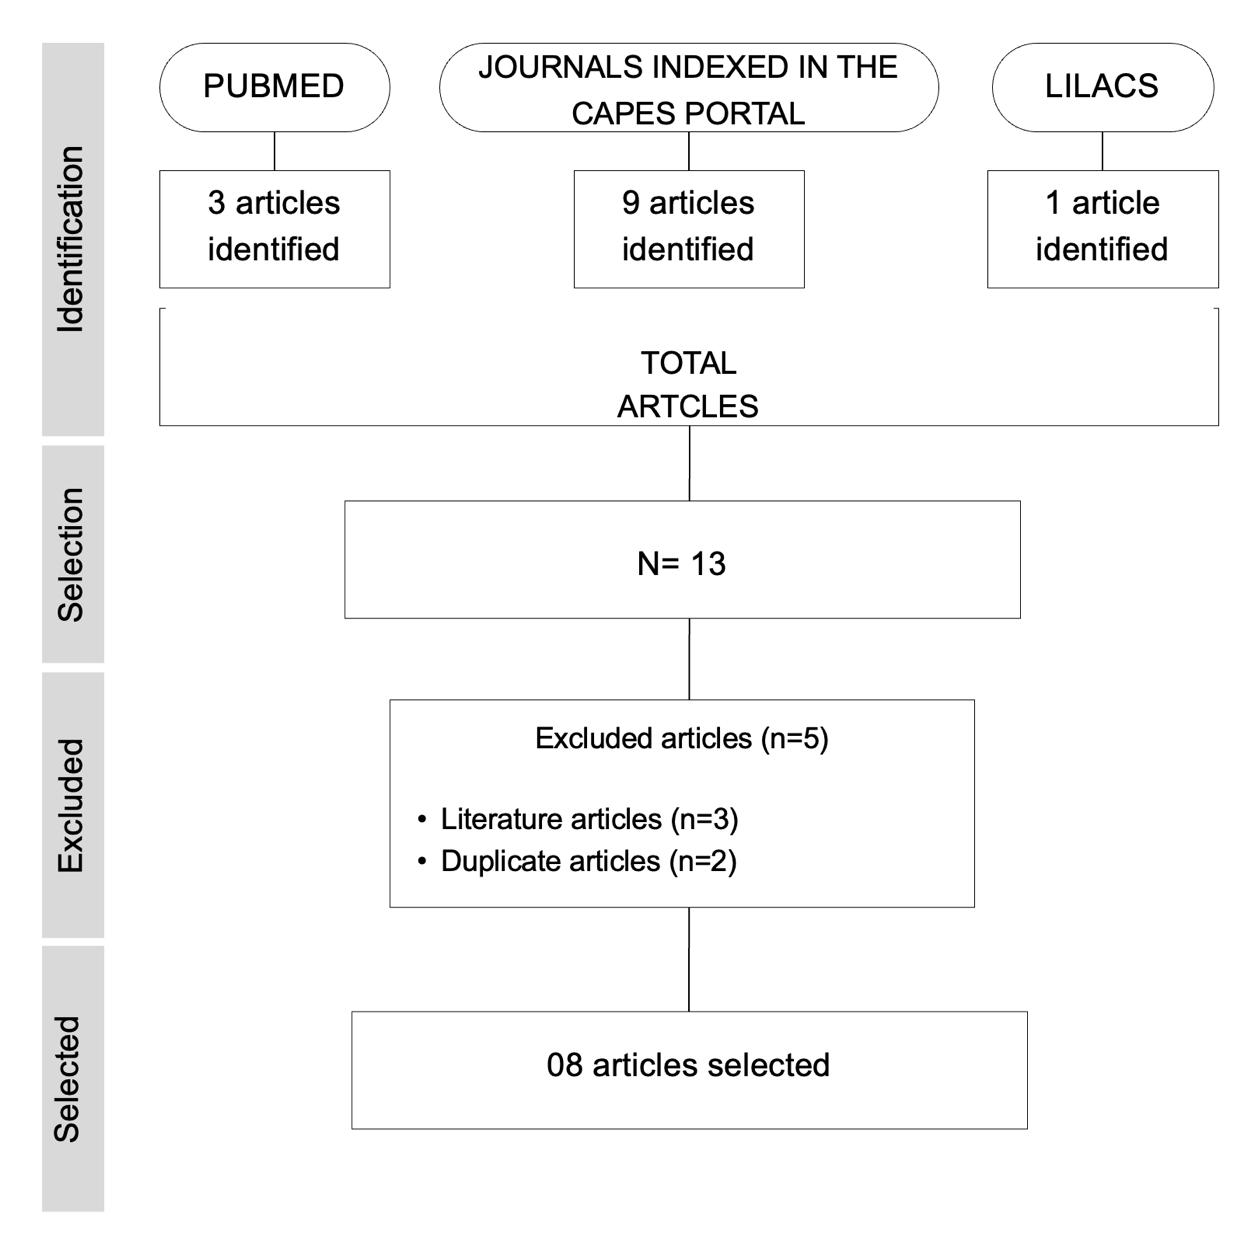 Identification
PUBMED
JOURNALS INDEXED IN THE
CAPES PORTAL
LILACS
3 articles
identified
9 articles
identified
1 article
identified
TOTAL
ARTCLES
Selection
N= 13
Excluded
Excluded articles (n=5)
• Literature articles (n=3)
• Duplicate articles (n=2)
Selected
08 articles selected